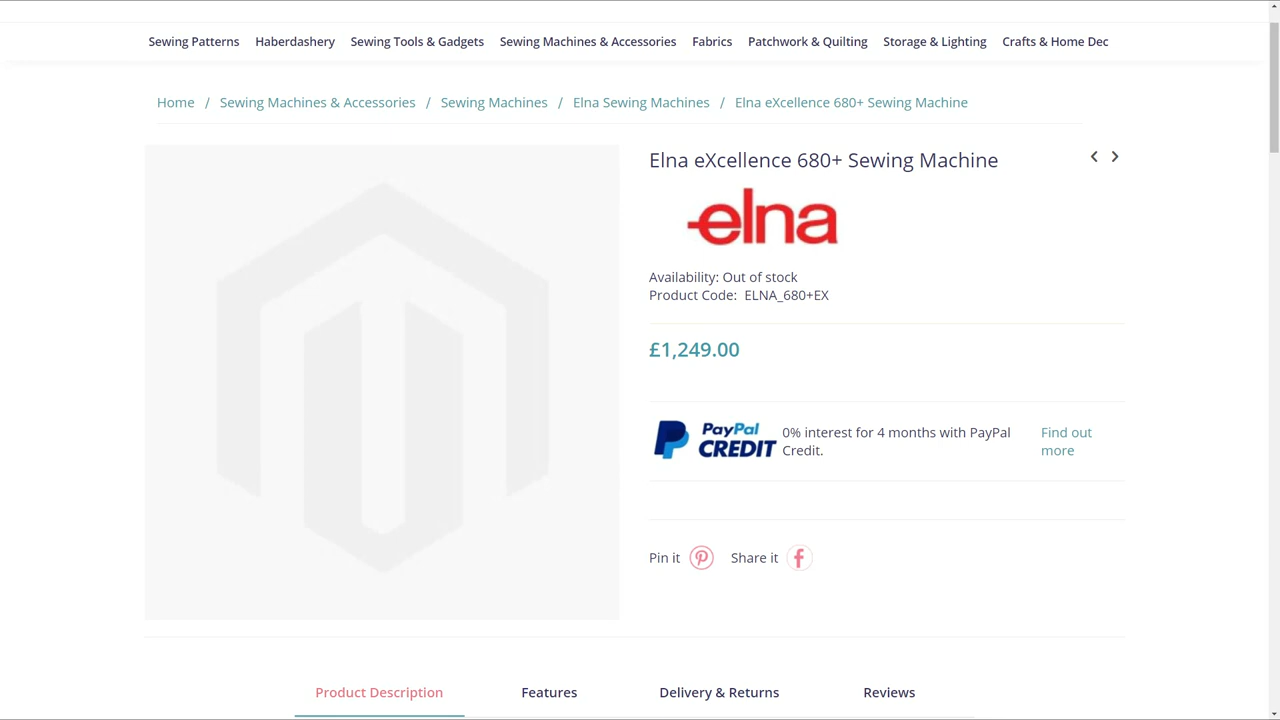 Sewing Patterns Haberdashery Sewing Tools & Gadgets Sewing Machines & Accessories Fabrics Patchwork & Quilting Storage & Lighting Crafts & Home Dec
Home / Sewing Machines & Accessories / Sewing Machines / Elna Sewing Machines / Elna eXcellence 680+ Sewing Machine
Elna eXcellence 680+ Sewing Machine
elna
Availability: Out of stock
Product Code: ELNA_680+EX
£1,249.00
PayPal CREDIT
0% interest for 4 months with PayPal
Credit.
Find out
more
Pin it Share it
Product Description Features Delivery & Returns Reviews